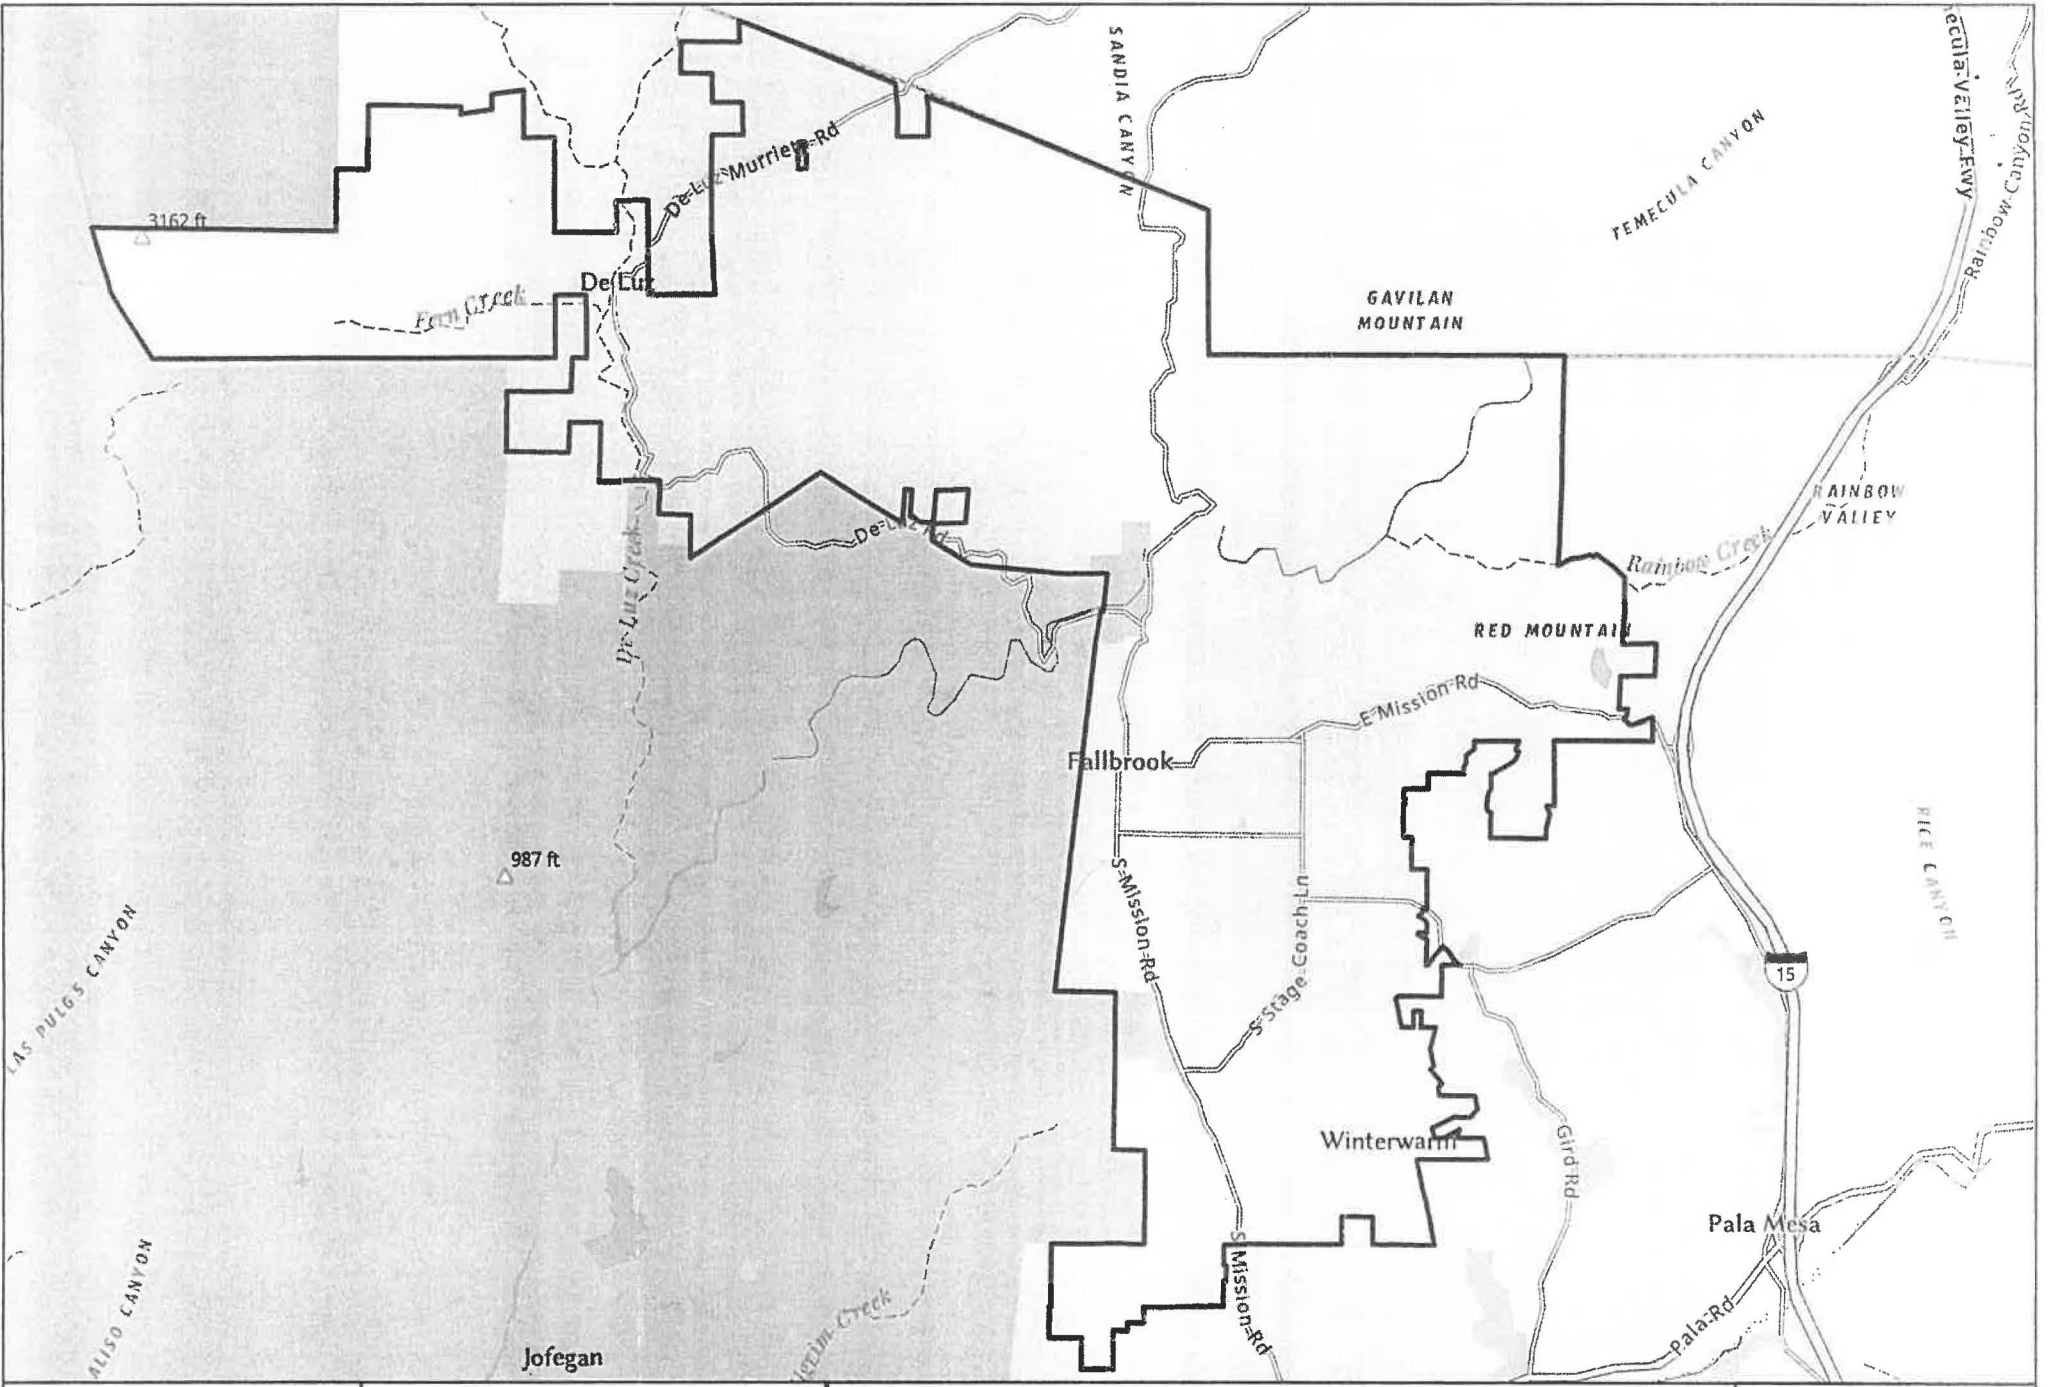 SANDIA CANYON
ecula Valley Fwy
Rainbow Canyon Rd
TEMECULA CANYON
De Luz Murrieta Rd
3162 ft
De Luz
Fern Creek
GAVILAN
MOUNTAIN
RAINBOW
VALLEY
De Luz Rd
Rainbow Creek
De Luz Creek
RED MOUNTAIN
E Mission Rd
Fallbrook
987 ft
RICE CANYON
S Mission Rd
S Stage Coach Ln
LAS PULGS CANYON
15
Winterwarm
Gird Rd
Pala Mesa
S Mission Rd
ALISO CANYON
Creek
Pala Rd
Jofegan